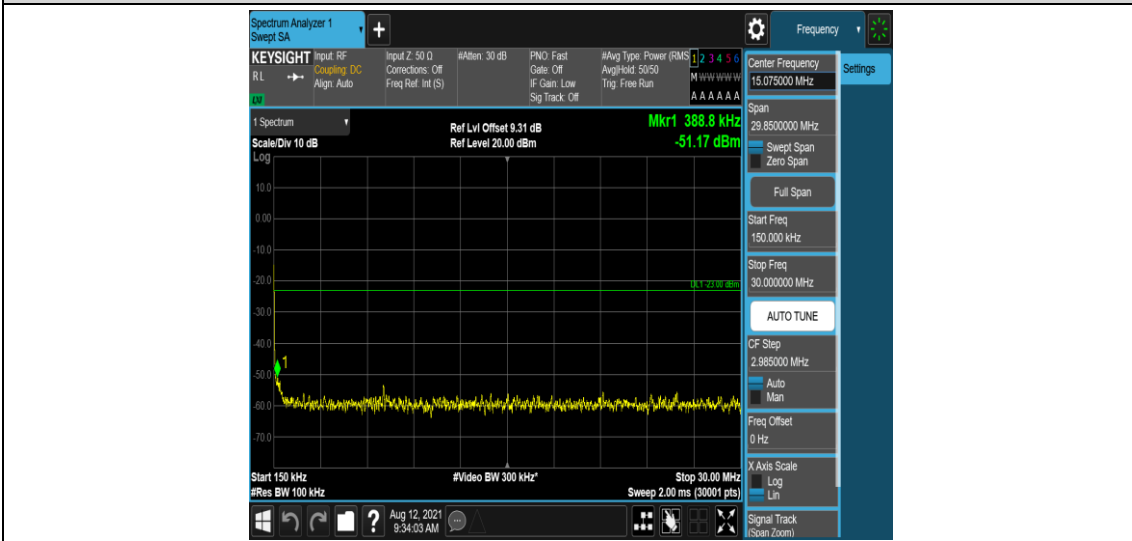 Spectrum Analyzer 1
Swept SA
+
Frequency
KEYSIGHT
RL
LXI
Input: RF
Coupling: DC
Align: Auto
Input Z: 50 Ω
Corrections: Off
Freq Ref: Int (S)
#Atten: 30 dB
PNO: Fast
Gate: Off
IF Gain: Low
Sig Track: Off
#Avg Type: Power (RMS
Avg|Hold: 50/50
Trig: Free Run
1 2 3 4 5 6
M W W W W W
A A A A A A
1 Spectrum
Scale/Div 10 dB
Log
Ref Lvl Offset 9.31 dB
Ref Level 20.00 dBm
Mkr1 388.8 kHz
-51.17 dBm
10.0
0.00
-10.0
-20.0
DL1 -23.00 dBm
-30.0
-40.0
1
-50.0
-60.0
-70.0
Start 150 kHz
#Res BW 100 kHz
#Video BW 300 kHz*
Stop 30.00 MHz
Sweep 2.00 ms (30001 pts)
Center Frequency
15.075000 MHz
Settings
Span
29.8500000 MHz
Swept Span
Zero Span
Full Span
Start Freq
150.000 kHz
Stop Freq
30.000000 MHz
AUTO TUNE
CF Step
2.985000 MHz
Auto
Man
Freq Offset
0 Hz
X Axis Scale
Log
Lin
Signal Track
(Span Zoom)
?
Aug 12, 2021
9:34:03 AM